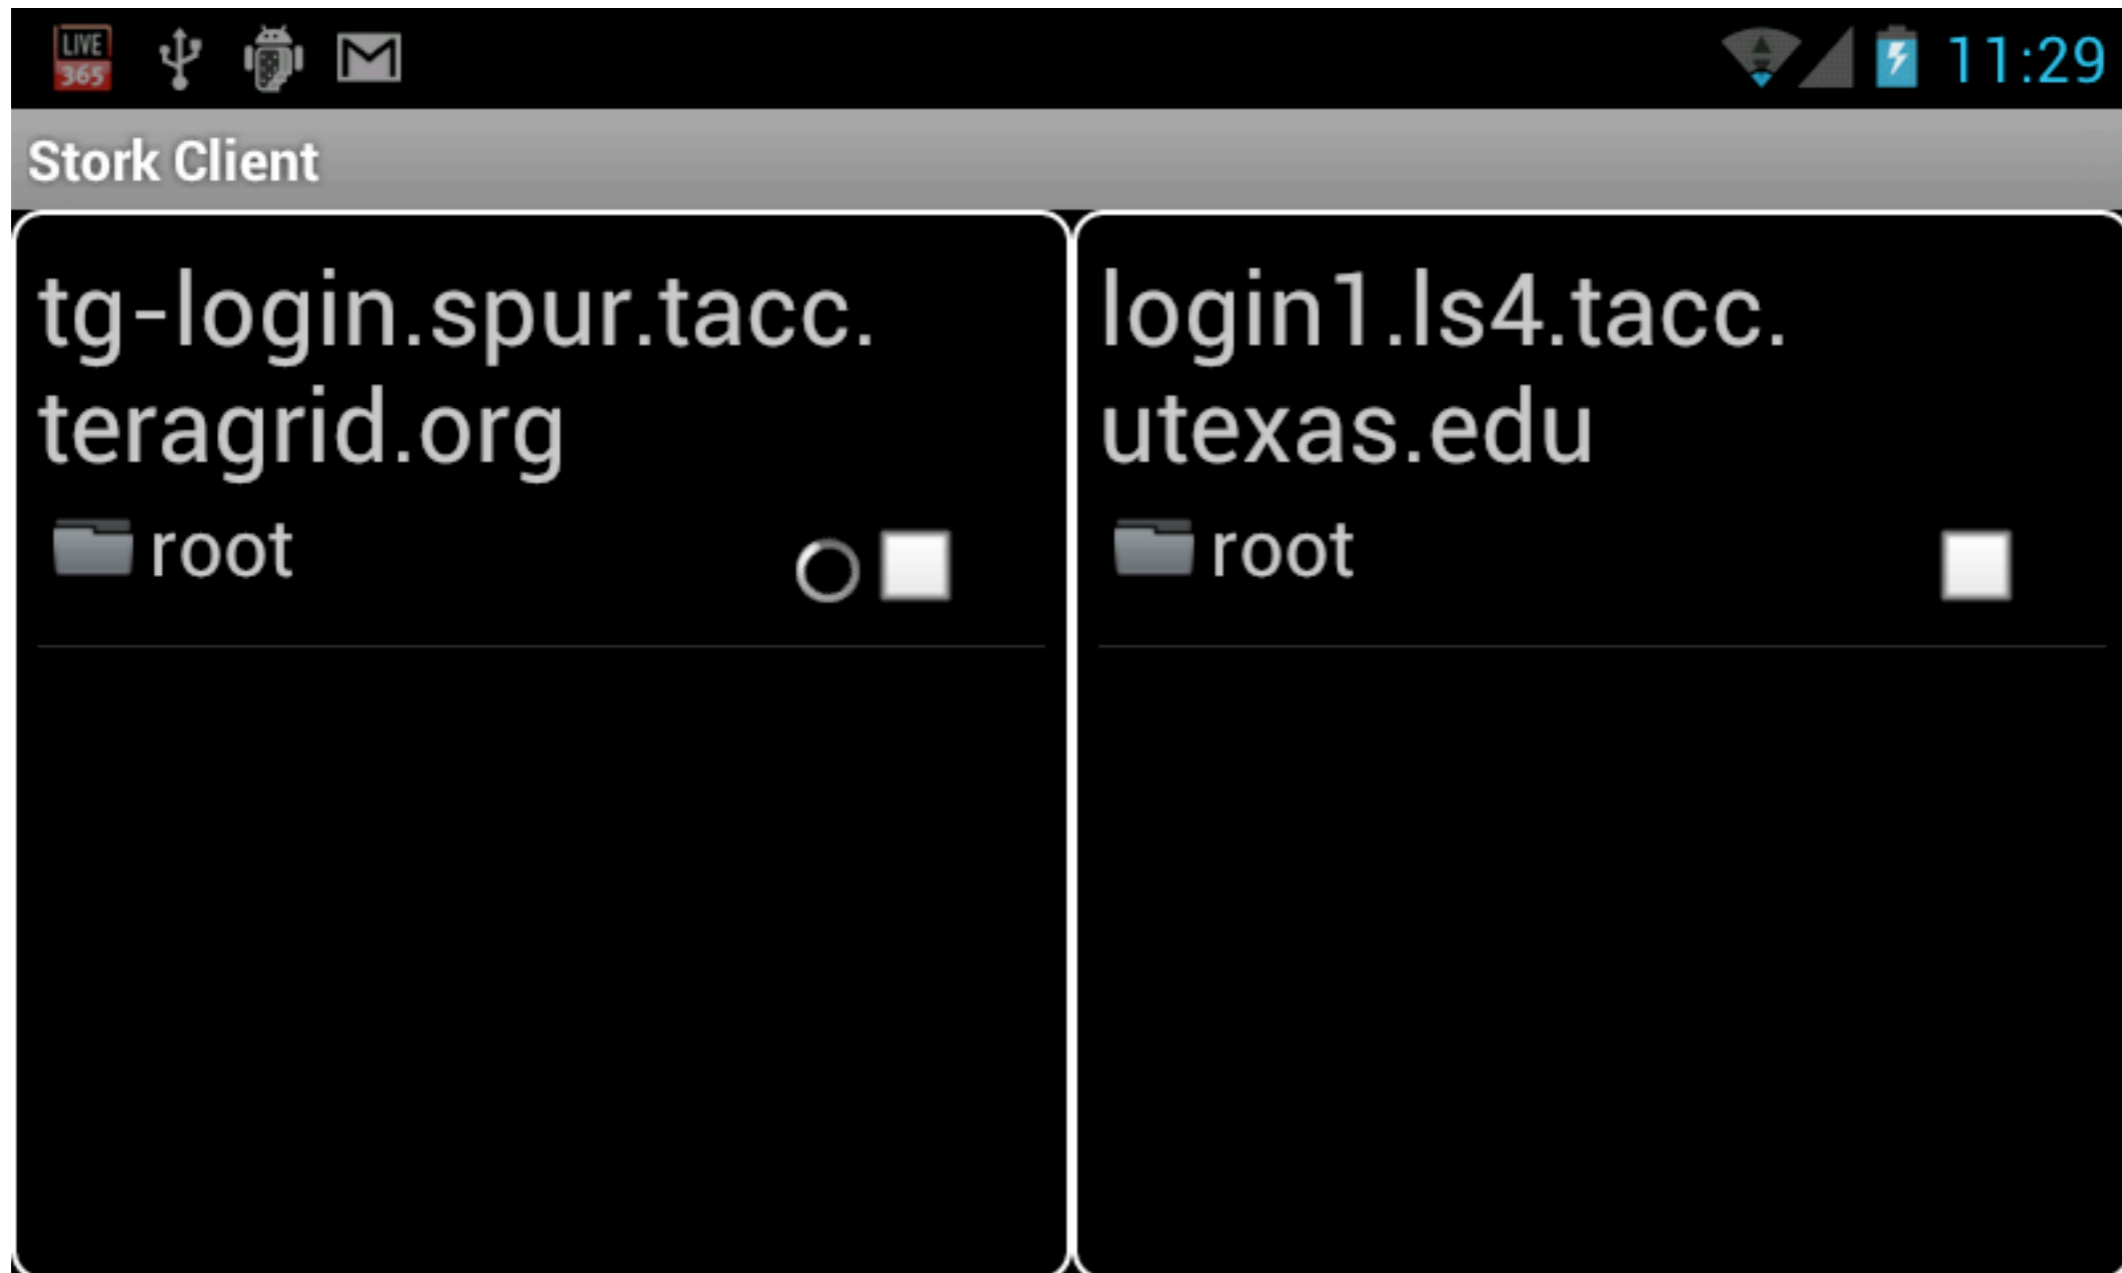 LIVE
365
11:29
Stork Client
tg-login.spur.tacc.
teragrid.org
root
login1.ls4.tacc.
utexas.edu
root